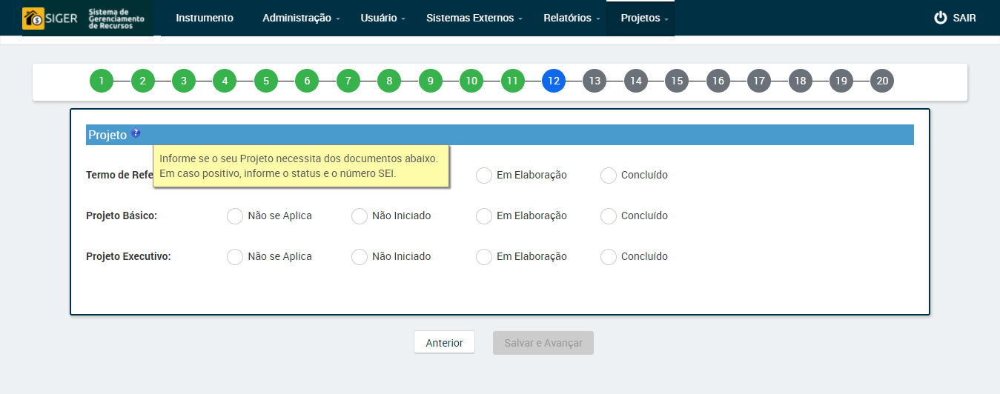 SIGER
Sistema de
Gerenciamento
de Recursos
Instrumento
Administração
Usuário
Sistemas Externos
Relatórios
Projetos
SAIR
1 2 3 4 5 6 7 8 9 10 11 12 13 14 15 16 17 18 19 20
Projeto ?
Informe se o seu Projeto necessita dos documentos abaixo.
Em caso positivo, informe o status e o número SEI.
Termo de Refe Em Elaboração Concluído
Projeto Básico: Não se Aplica Não Iniciado Em Elaboração Concluído
Projeto Executivo: Não se Aplica Não Iniciado Em Elaboração Concluído
Anterior Salvar e Avançar